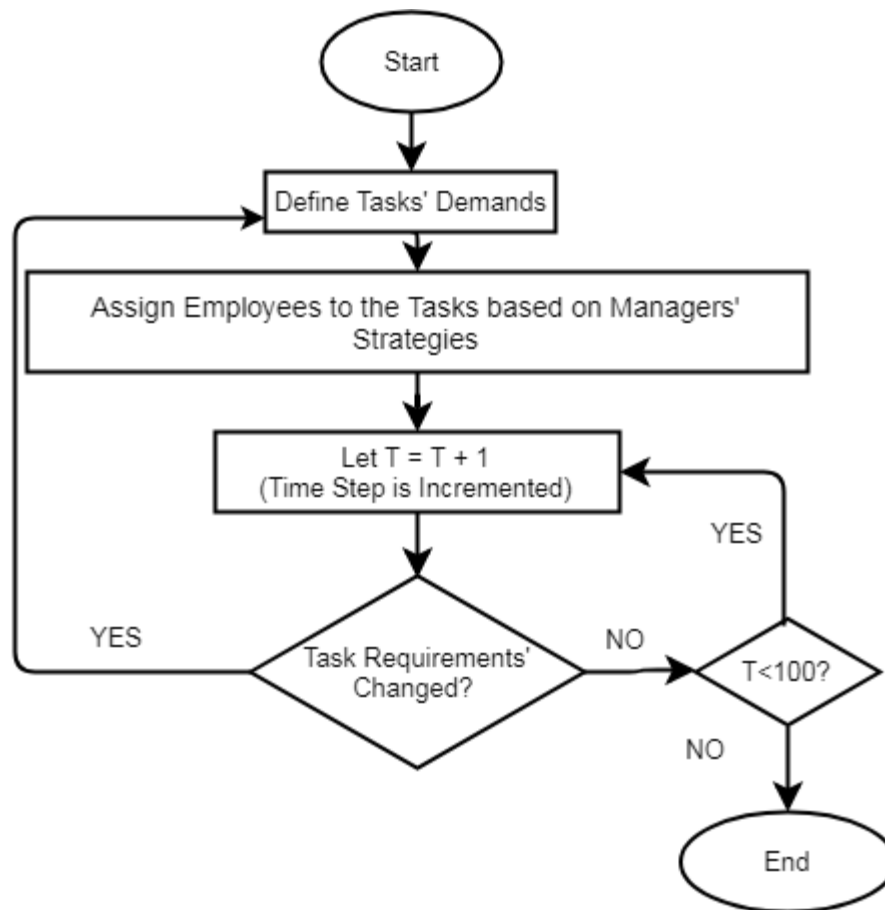 Start
Define Tasks' Demands
Assign Employees to the Tasks based on Managers'
Strategies
Let T = T + 1
(Time Step is Incremented)
YES
YES
Task Requirements'
Changed?
NO
T<100?
NO
End